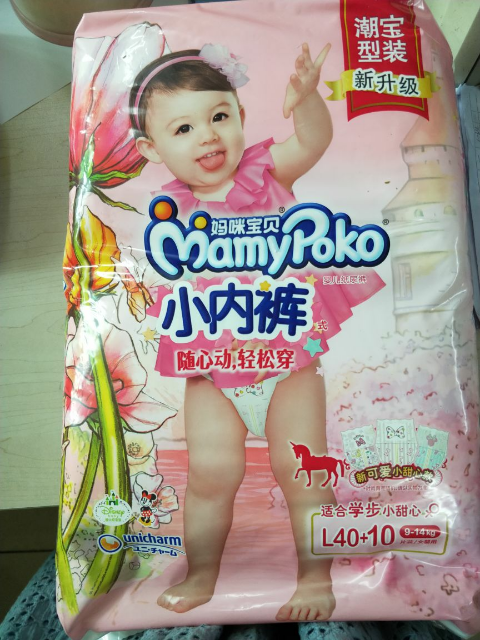 潮宝
型装
新升级
妈咪宝贝®
MamyPoko®
婴儿纸尿裤
小内裤
式
随心动,轻松穿
新可爱小甜心装
Disney
适合学步小甜心
unicharm
ユニ・チャーム
L40+10
9-14kg